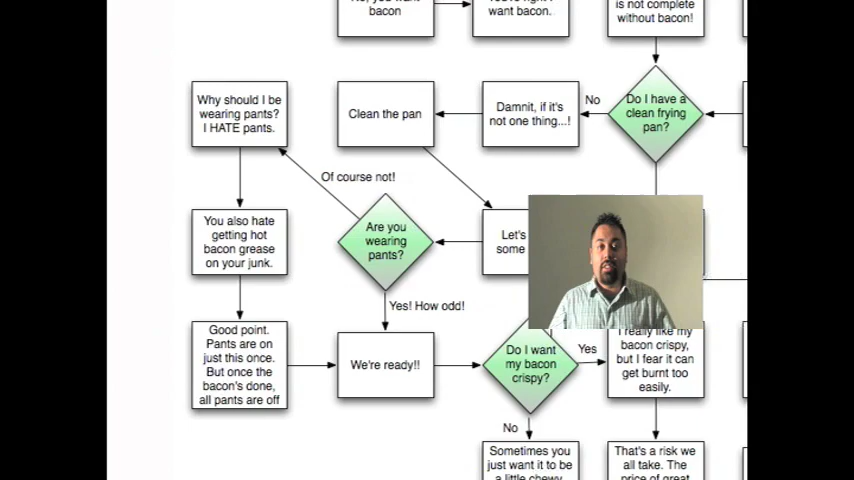 bacon
want bacon.
is not complete
without bacon!
Why should I be
wearing pants?
I HATE pants.
Clean the pan
Damnit, if it's
not one thing...!
No
Do I have a
clean frying
pan?
Of course not!
You also hate
getting hot
bacon grease
on your junk.
Are you
wearing
pants?
Let's
some
Yes! How odd!
Good point.
Pants are on
just this once.
But once the
bacon's done,
all pants are off
We're ready!!
Do I want
my bacon
crispy?
Yes
I really like my
bacon crispy,
but I fear it can
get burnt too
easily.
No
Sometimes you
just want it to be
a little chewy
That's a risk we
all take. The
price of great